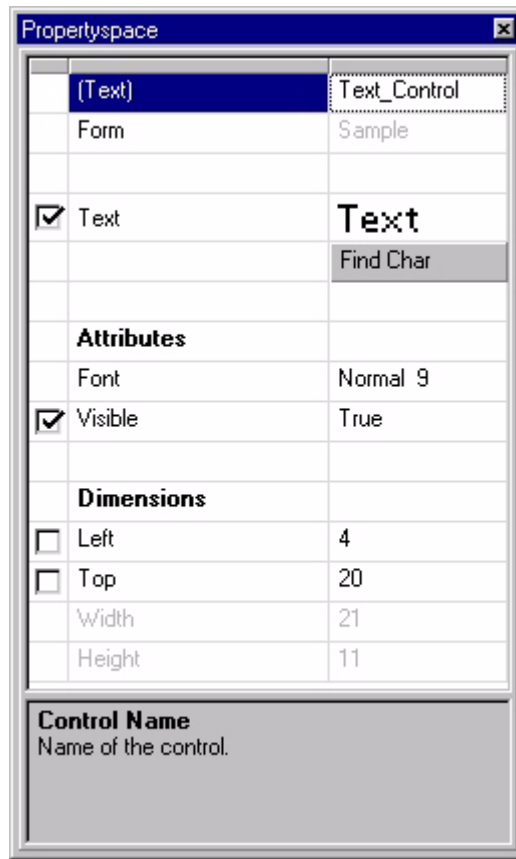 Propertyspace
(Text) Text_Control
Form Sample
Text Text
Find Char
Attributes
Font Normal 9
Visible True
Dimensions
Left 4
Top 20
Width 21
Height 11
Control Name
Name of the control.